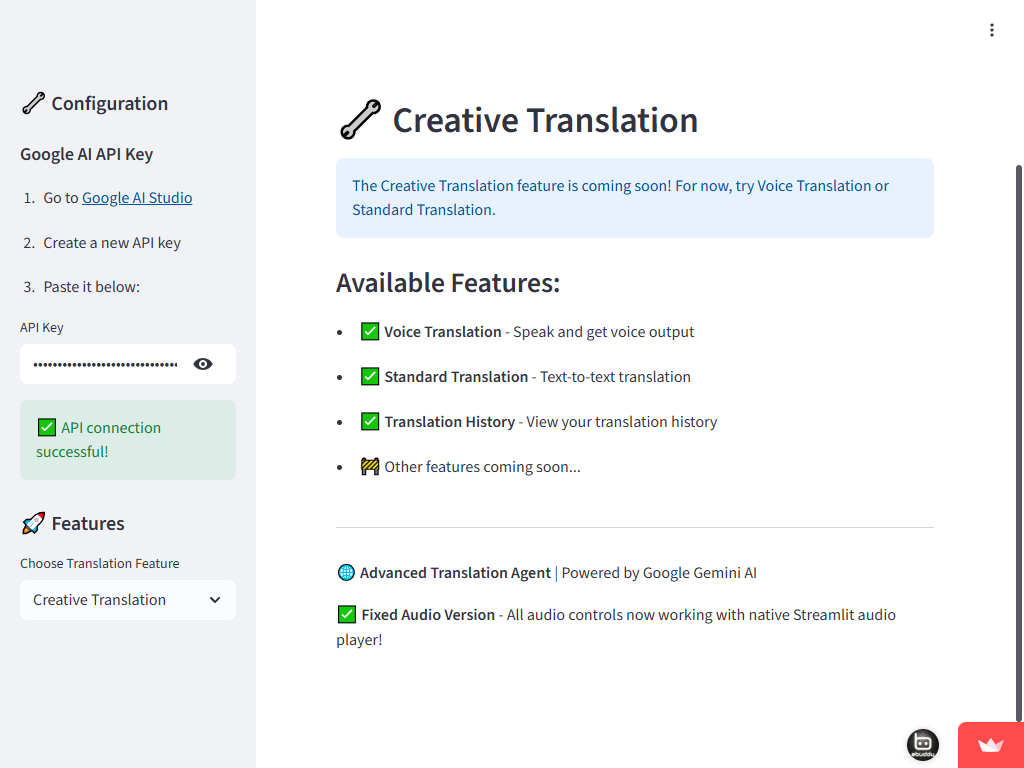 Configuration
Google AI API Key
1. Go to Google AI Studio
2. Create a new API key
3. Paste it below:
API Key
••••••••••••••••••••••••••••••
✅ API connection
successful!
🚀 Features
Choose Translation Feature
Creative Translation
Creative Translation
The Creative Translation feature is coming soon! For now, try Voice Translation or
Standard Translation.
Available Features:
• ✅ Voice Translation - Speak and get voice output
• ✅ Standard Translation - Text-to-text translation
• ✅ Translation History - View your translation history
• 🚧 Other features coming soon...
🌐 Advanced Translation Agent | Powered by Google Gemini AI
✅ Fixed Audio Version - All audio controls now working with native Streamlit audio
player!